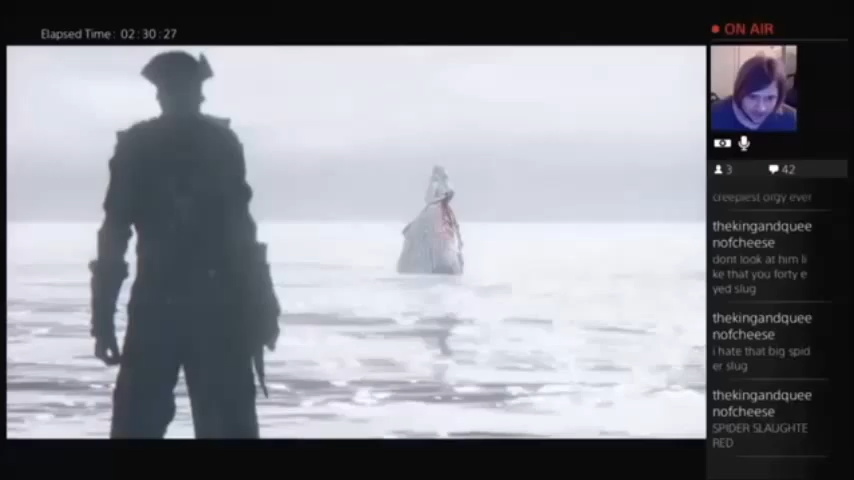 Elapsed Time: 02:30:27
ON AIR
3 42
creepiest orgy ever
thekingandquee
nofcheese
dont look at him li
ke that you forty e
yed slug
thekingandquee
nofcheese
i hate that big spid
er slug
thekingandquee
nofcheese
SPIDER SLAUGHTE
RED